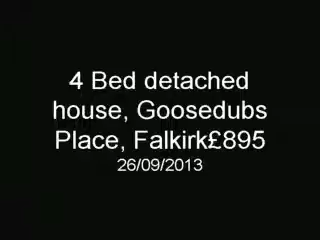 4 Bed detached
house, Goosedubs
Place, Falkirk£895
26/09/2013